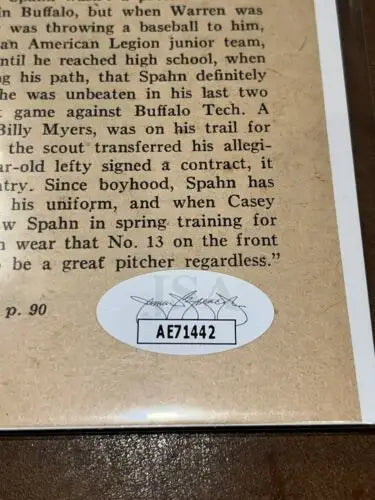 in Buffalo, but when Warren was
was throwing a baseball to him,
an American Legion junior team,
until he reached high school, when
ng his path, that Spahn definitely
he was unbeaten in his last two
game against Buffalo Tech. A
Billy Myers, was on his trail for
the scout transferred his allegi-
ar-old lefty signed a contract, it
ntry. Since boyhood, Spahn has
his uniform, and when Casey
w Spahn in spring training for
wear that No. 13 on the front
be a great pitcher regardless."
p. 90
JSA
AE71442